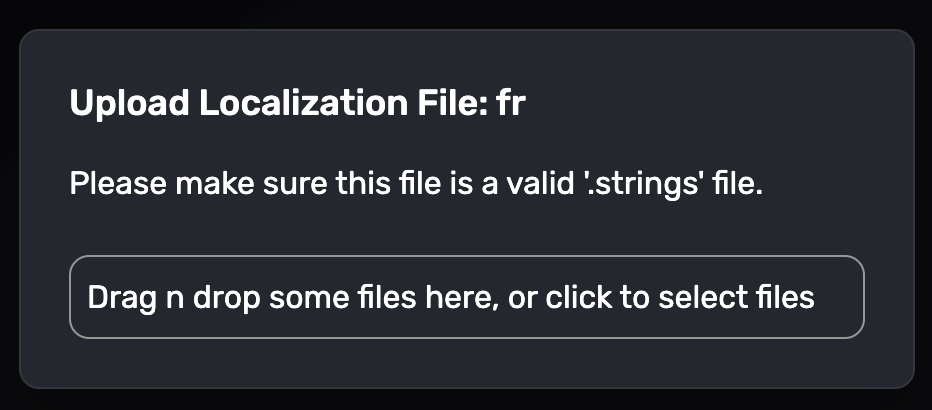 Upload Localization File: fr
Please make sure this file is a valid '.strings' file.
Drag n drop some files here, or click to select files